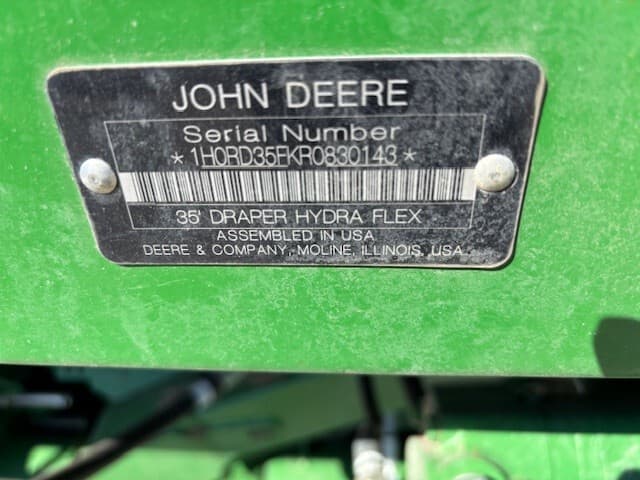 JOHN DEERE
Serial Number
*1H0RD35FKR0830143*
35' DRAPER HYDRA FLEX
ASSEMBLED IN USA
DEERE & COMPANY, MOLINE, ILLINOIS, USA